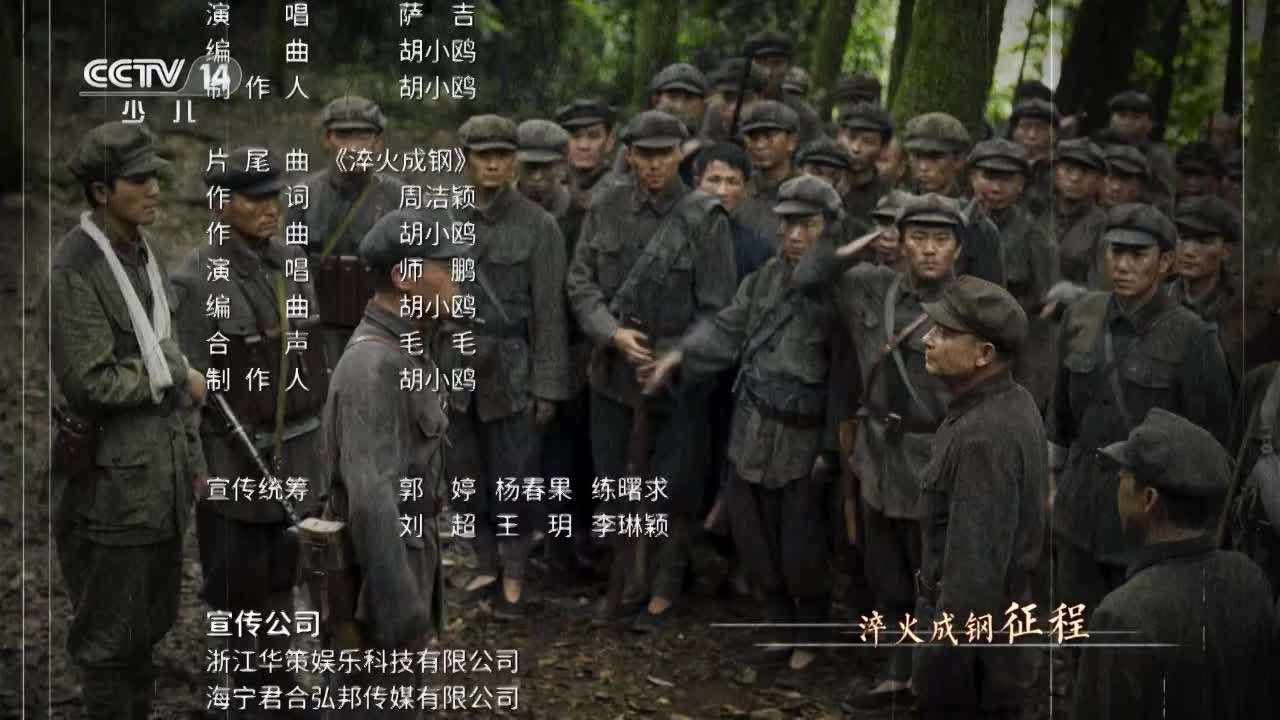 演 唱 萨 吉
编 曲 胡小鸥
CCTV 14
制 作 人 胡小鸥
少儿
片 尾 曲 《淬火成钢》
作 词 周洁颖
作 曲 胡小鸥
演 唱 师 鹏
编 曲 胡小鸥
合 声 毛 毛
制 作 人 胡小鸥
宣传统筹 郭 婷 杨春果 练曙求
刘 超 王 玥 李琳颖
淬火成钢征程
宣传公司
浙江华策娱乐科技有限公司
海宁君合弘邦传媒有限公司